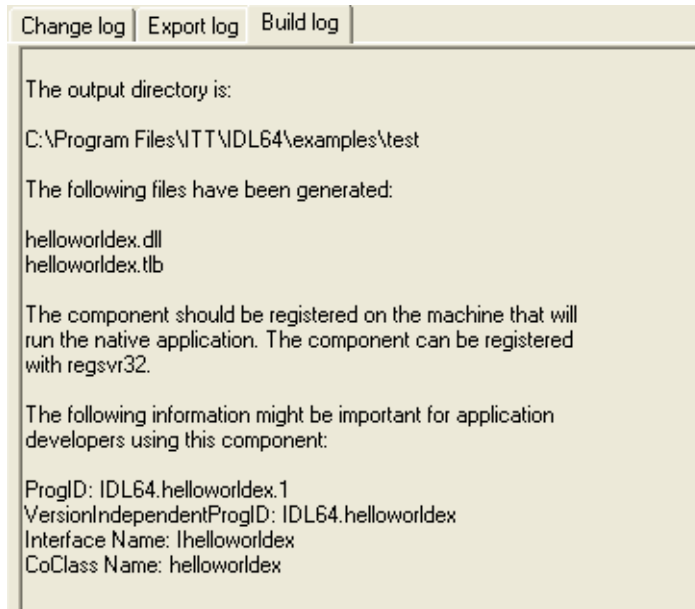 Change log Export log Build log
The output directory is:
C:\Program Files\ITT\IDL64\examples\test
The following files have been generated:
helloworldex.dll
helloworldex.tlb
The component should be registered on the machine that will
run the native application. The component can be registered
with regsvr32.
The following information might be important for application
developers using this component:
ProgID: IDL64.helloworldex.1
VersionIndependentProgID: IDL64.helloworldex
Interface Name: Ihelloworldex
CoClass Name: helloworldex